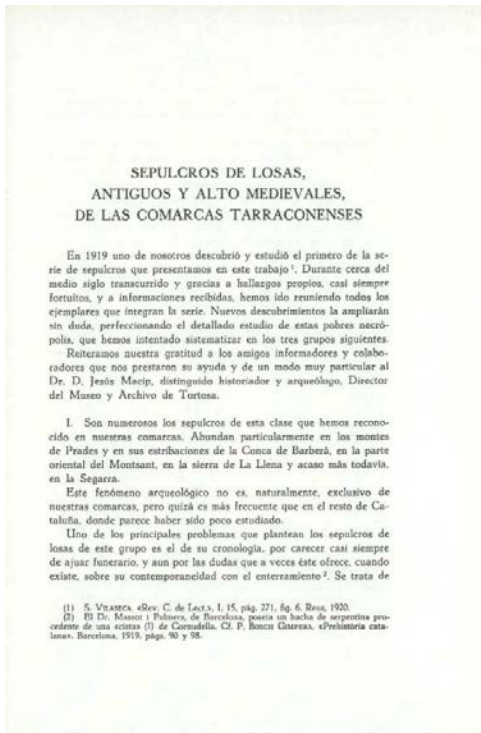 SEPULCROS DE LOSAS,
ANTIGUOS Y ALTO MEDIEVALES,
DE LAS COMARCAS TARRACONENSES
En 1919 uno de nosotros descubrió y estudió el primero de la se-
rie de sepulcros que presentamos en este trabajo ¹. Durante cerca del
medio siglo transcurrido y gracias a hallazgos propios, casi siempre
fortuitos, y a informaciones recibidas, hemos ido reuniendo todos los
ejemplares que integran la serie. Nuevos descubrimientos la ampliarán
sin duda, perfeccionando el detallado estudio de estas pobres necró-
polis, que hemos intentado sistematizar en los tres grupos siguientes.
Reiteramos nuestra gratitud a los amigos informadores y colabo-
radores que nos prestaron su ayuda y de un modo muy particular al
Dr. D. Jesús Macip, distinguido historiador y arqueólogo, Director
del Museo y Archivo de Tortosa.
I. Son numerosos los sepulcros de esta clase que hemos recono-
cido en nuestras comarcas. Abundan particularmente en los montes
de Prades y en sus estribaciones de la Conca de Barberà, en la parte
oriental del Montsant, en la sierra de La Llena y acaso más todavía,
en la Segarra.
Este fenómeno arqueológico no es, naturalmente, exclusivo de
nuestras comarcas, pero quizá es más frecuente que en el resto de Ca-
taluña, donde parece haber sido poco estudiado.
Uno de los principales problemas que plantean los sepulcros de
losas de este grupo es el de su cronología, por carecer casi siempre
de ajuar funerario, y aun por las dudas que a veces éste ofrece, cuando
existe, sobre su contemporaneidad con el enterramiento ². Se trata de
(1) S. VILASECA, «Rev. C. de Lect.», I, 15, pág. 271, fig. 6. Reus, 1920.
(2) El Dr. Massot i Palmers, de Barcelona, poseía un hacha de serpentina pro-
cedente de una «cista» (?) de Cornudella. Cf. P. BOSCH GIMPERA, «Prehistòria cata-
lana». Barcelona, 1919, págs. 90 y 98.